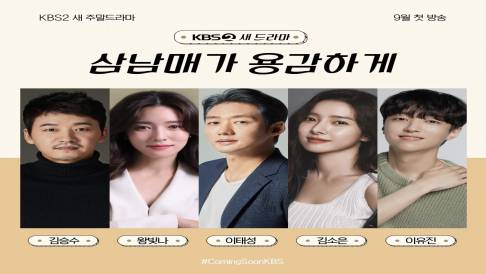 KBS2 새 주말드라마
9월 첫 방송
KBS2 새 드라마
삼남매가 용감하게
김승수
왕빛나
이태성
김소은
이유진
#ComingSoonKBS